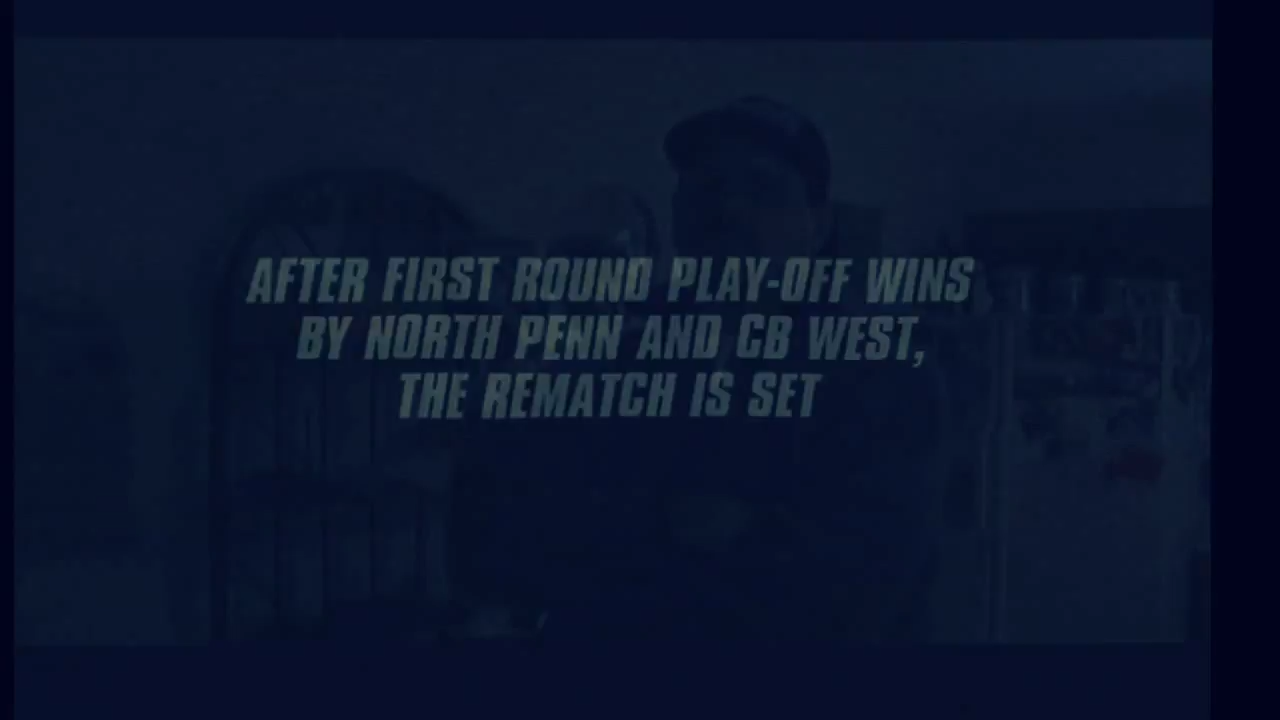 AFTER FIRST ROUND PLAY-OFF WINS
BY NORTH PENN AND CB WEST,
THE REMATCH IS SET